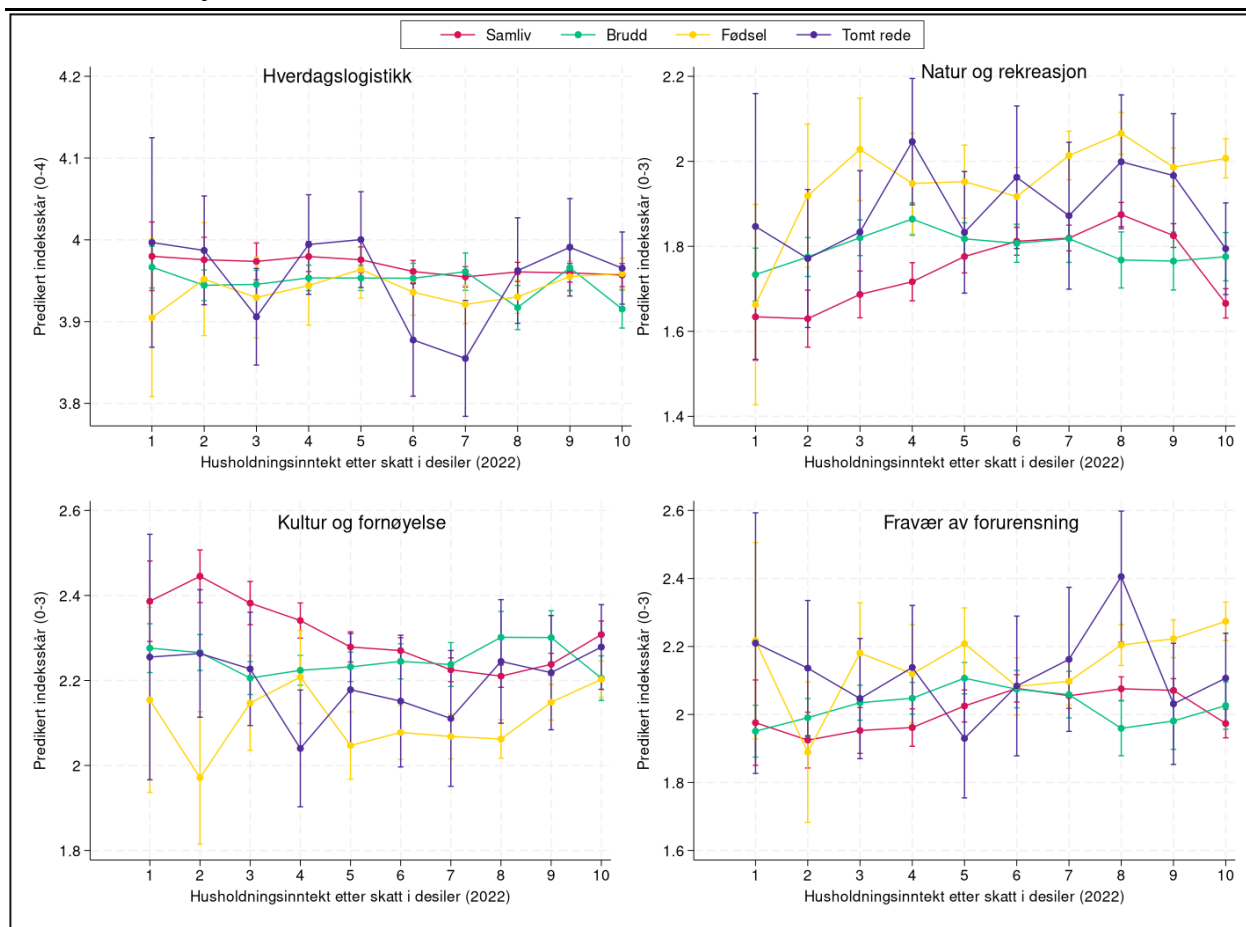 Samliv Brudd Fødsel Tomt rede
Hverdagslogistikk
Predikert indeksskår (0-4)
4.2
4.1
4
3.9
3.8
1 2 3 4 5 6 7 8 9 10
Husholdningsinntekt etter skatt i desiler (2022)
Natur og rekreasjon
Predikert indeksskår (0-3)
2.2
2
1.8
1.6
1.4
1 2 3 4 5 6 7 8 9 10
Husholdningsinntekt etter skatt i desiler (2022)
Kultur og fornøyelse
Predikert indeksskår (0-3)
2.6
2.4
2.2
2
1.8
1 2 3 4 5 6 7 8 9 10
Husholdningsinntekt etter skatt i desiler (2022)
Fravær av forurensning
Predikert indeksskår (0-3)
2.6
2.4
2.2
2
1.8
1.6
1 2 3 4 5 6 7 8 9 10
Husholdningsinntekt etter skatt i desiler (2022)